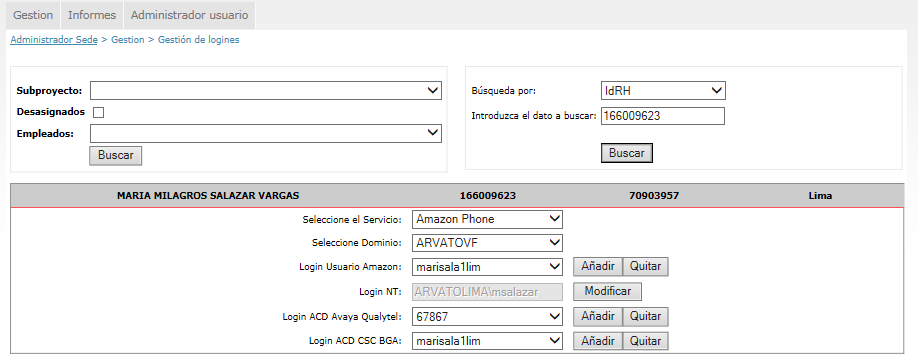 Gestion Informes Administrador usuario
Administrador Sede > Gestion > Gestión de logines
Subproyecto:
Desasignados
Empleados:
Buscar
Búsqueda por: IdRH
Introduzca el dato a buscar: 166009623
Buscar
MARIA MILAGROS SALAZAR VARGAS 166009623 70903957 Lima
Seleccione el Servicio: Amazon Phone
Seleccione Dominio: ARVATOVF
Login Usuario Amazon: marisala1lim Añadir Quitar
Login NT: ARVATOLIMA\msalazar Modificar
Login ACD Avaya Qualytel: 67867 Añadir Quitar
Login ACD CSC BGA: marisala1lim Añadir Quitar